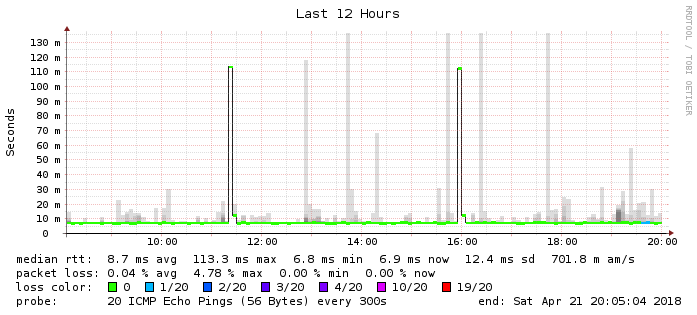 Last 12 Hours
RRDTOOL / TOBI OETIKER
Seconds
130 m
120 m
110 m
100 m
90 m
80 m
70 m
60 m
50 m
40 m
30 m
20 m
10 m
0
10:00 12:00 14:00 16:00 18:00 20:00
median rtt: 8.7 ms avg 113.3 ms max 6.8 ms min 6.9 ms now 12.4 ms sd 701.8 m am/s
packet loss: 0.04 % avg 4.78 % max 0.00 % min 0.00 % now
loss color: 0 1/20 2/20 3/20 4/20 10/20 19/20
probe: 20 ICMP Echo Pings (56 Bytes) every 300s end: Sat Apr 21 20:05:04 2018